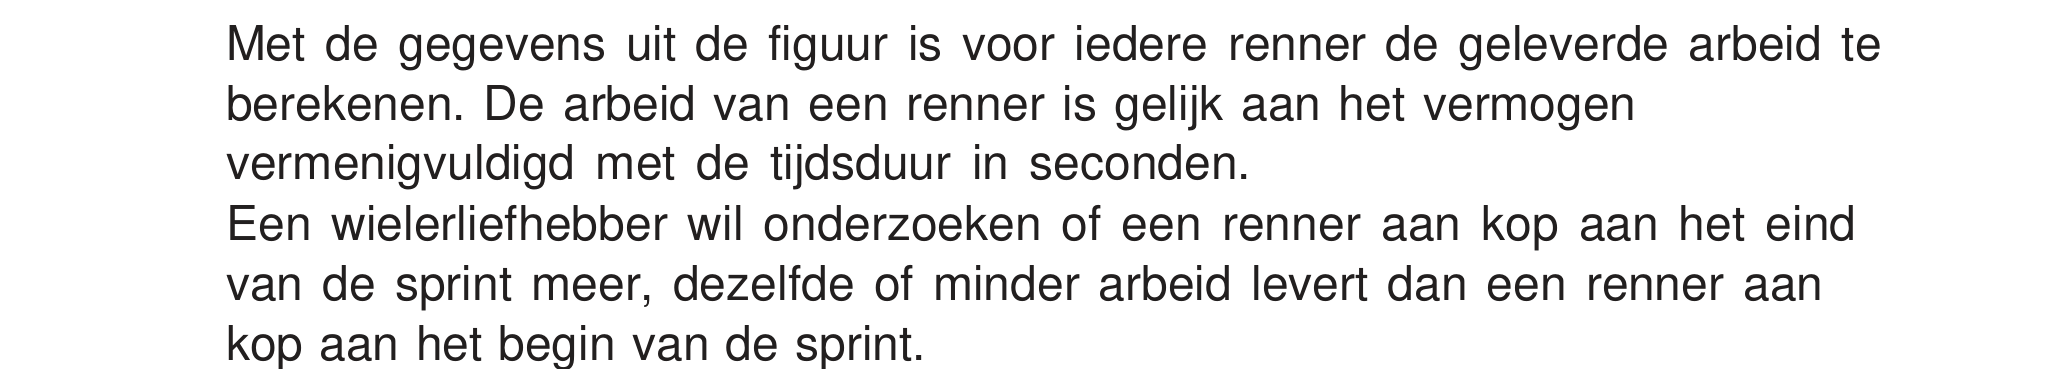 Met de gegevens uit de figuur is voor iedere renner de geleverde arbeid te
berekenen. De arbeid van een renner is gelijk aan het vermogen
vermenigvuldigd met de tijdsduur in seconden.
Een wielerliefhebber wil onderzoeken of een renner aan kop aan het eind
van de sprint meer, dezelfde of minder arbeid levert dan een renner aan
kop aan het begin van de sprint.